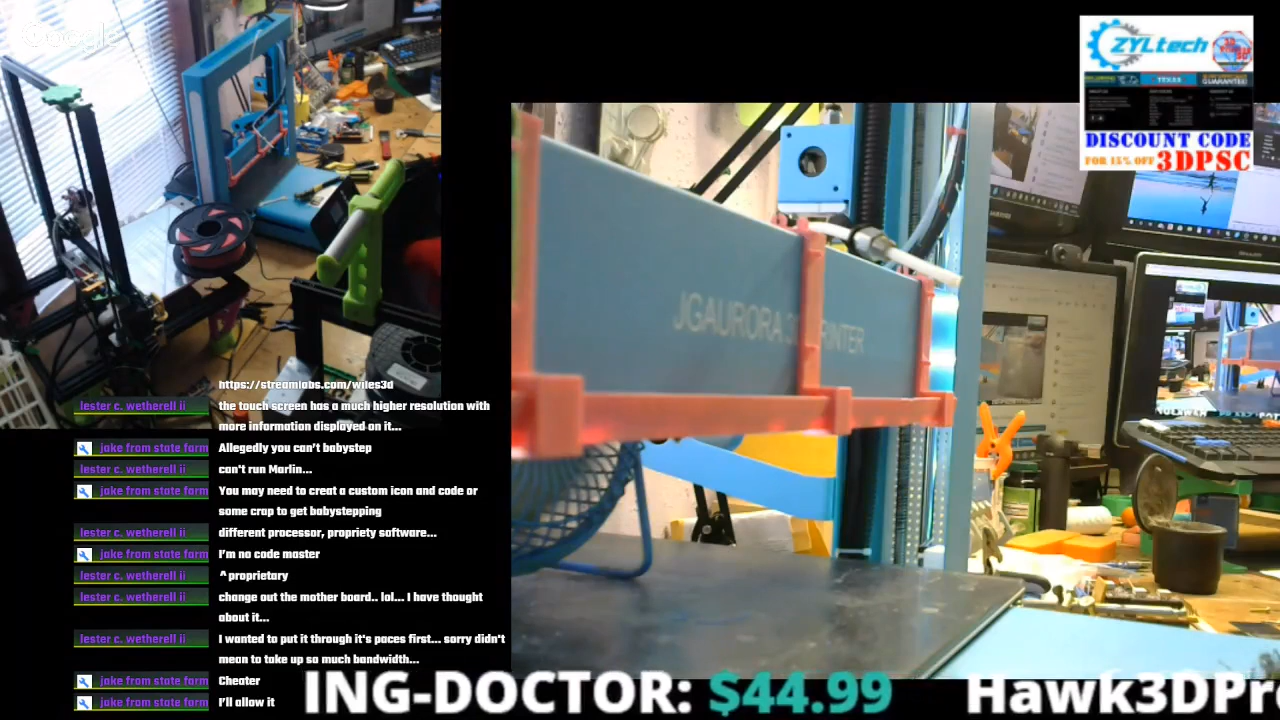 Google
ZYLtech
TEXAS
GUARANTEE
DISCOUNT CODE
FOR 15% OFF 3DPSC
JGAURORA 3D PRINTER
https://streamlabs.com/wiles3d
lester c. wetherell ii the touch screen has a much higher resolution with
more information displayed on it...
jake from state farm Allegedly you can't babystep
lester c. wetherell ii can't run Marlin...
jake from state farm You may need to creat a custom icon and code or
some crap to get babystepping
lester c. wetherell ii different processor, propriety software...
jake from state farm I'm no code master
lester c. wetherell ii ^ proprietary
lester c. wetherell ii change out the mother board.. lol... I have thought
about it...
lester c. wetherell ii I wanted to put it through it's paces first... sorry didn't
mean to take up so much bandwidth...
jake from state farm Cheater
jake from state farm I'll allow it
ING-DOCTOR: $44.99 Hawk3DPro